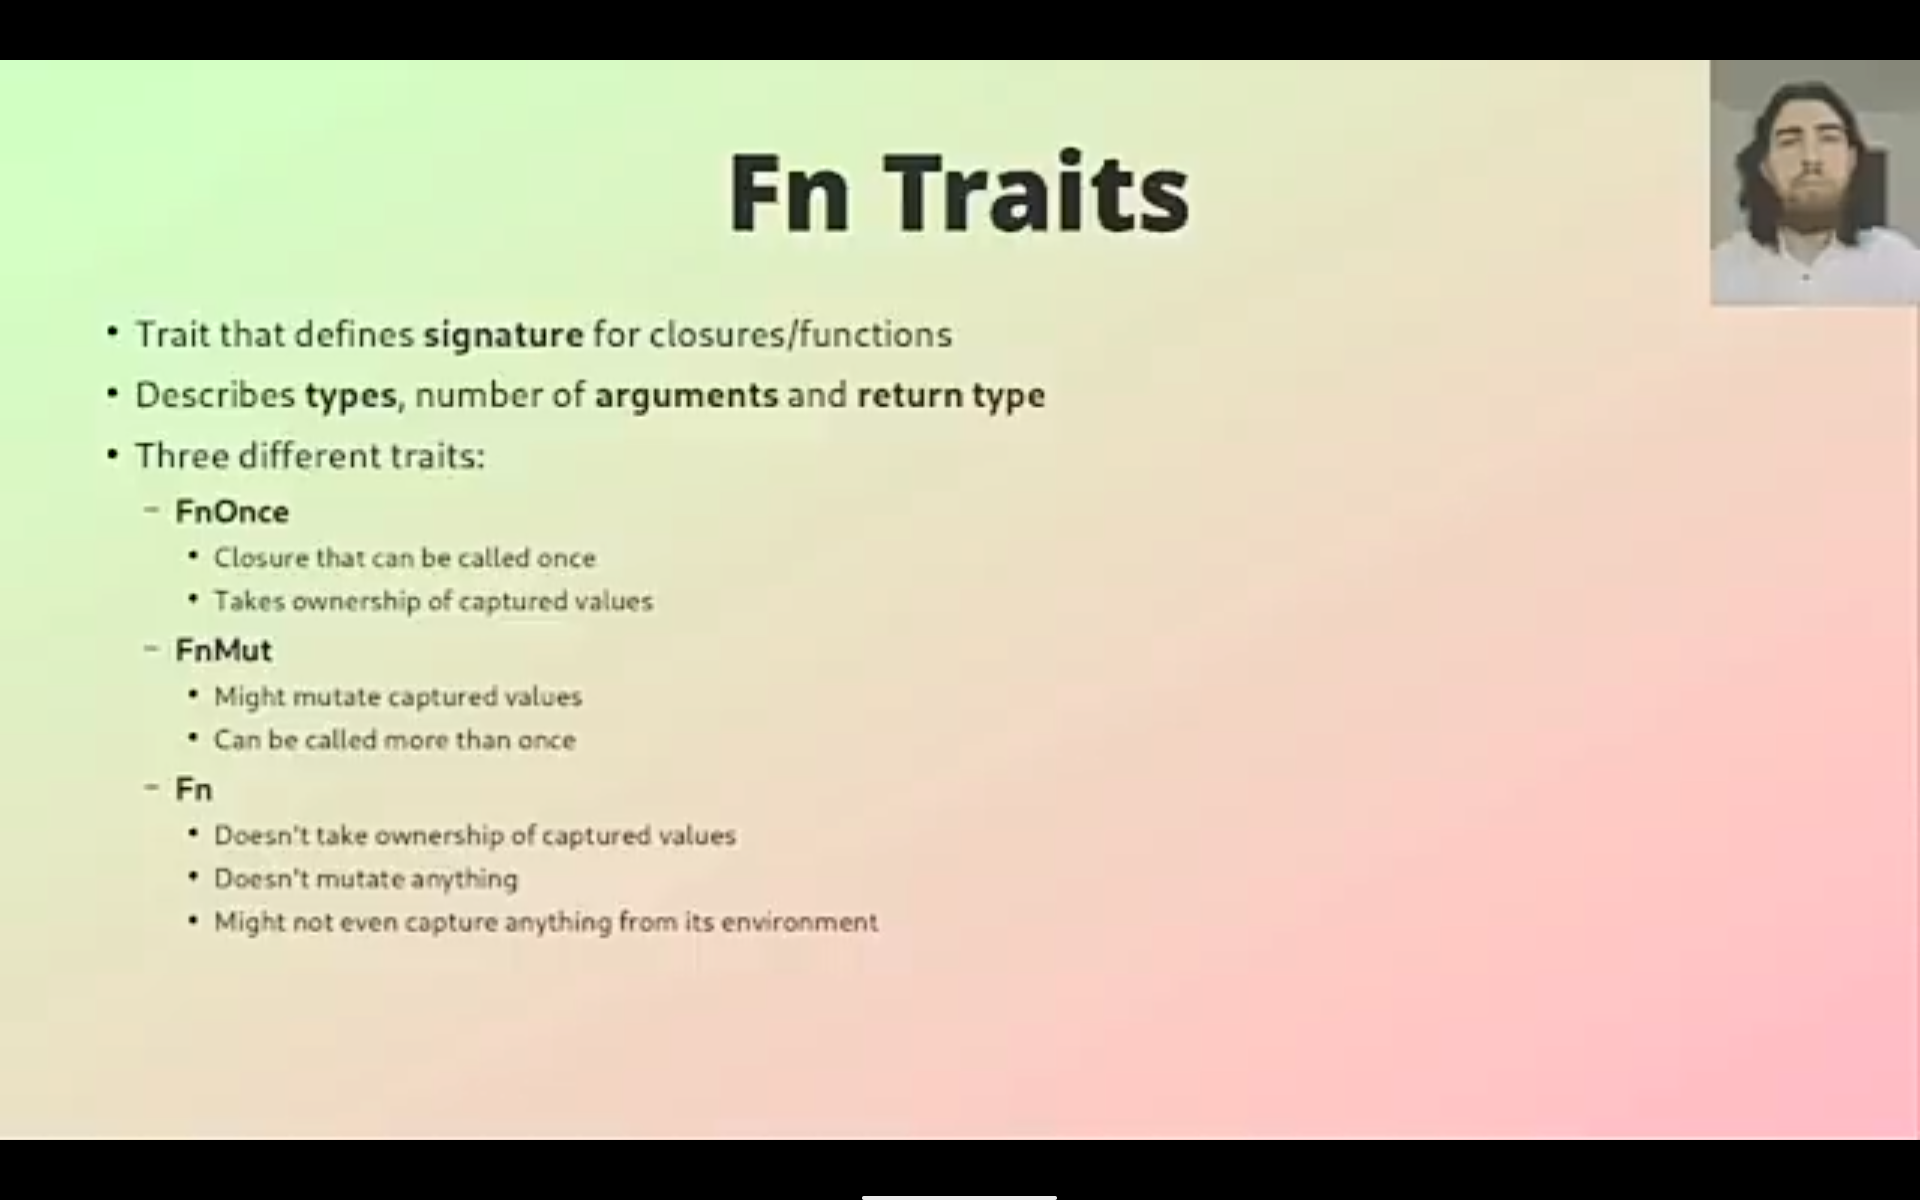 Fn Traits
• Trait that defines signature for closures/functions
• Describes types, number of arguments and return type
• Three different traits:
– FnOnce
• Closure that can be called once
• Takes ownership of captured values
– FnMut
• Might mutate captured values
• Can be called more than once
– Fn
• Doesn't take ownership of captured values
• Doesn't mutate anything
• Might not even capture anything from its environment